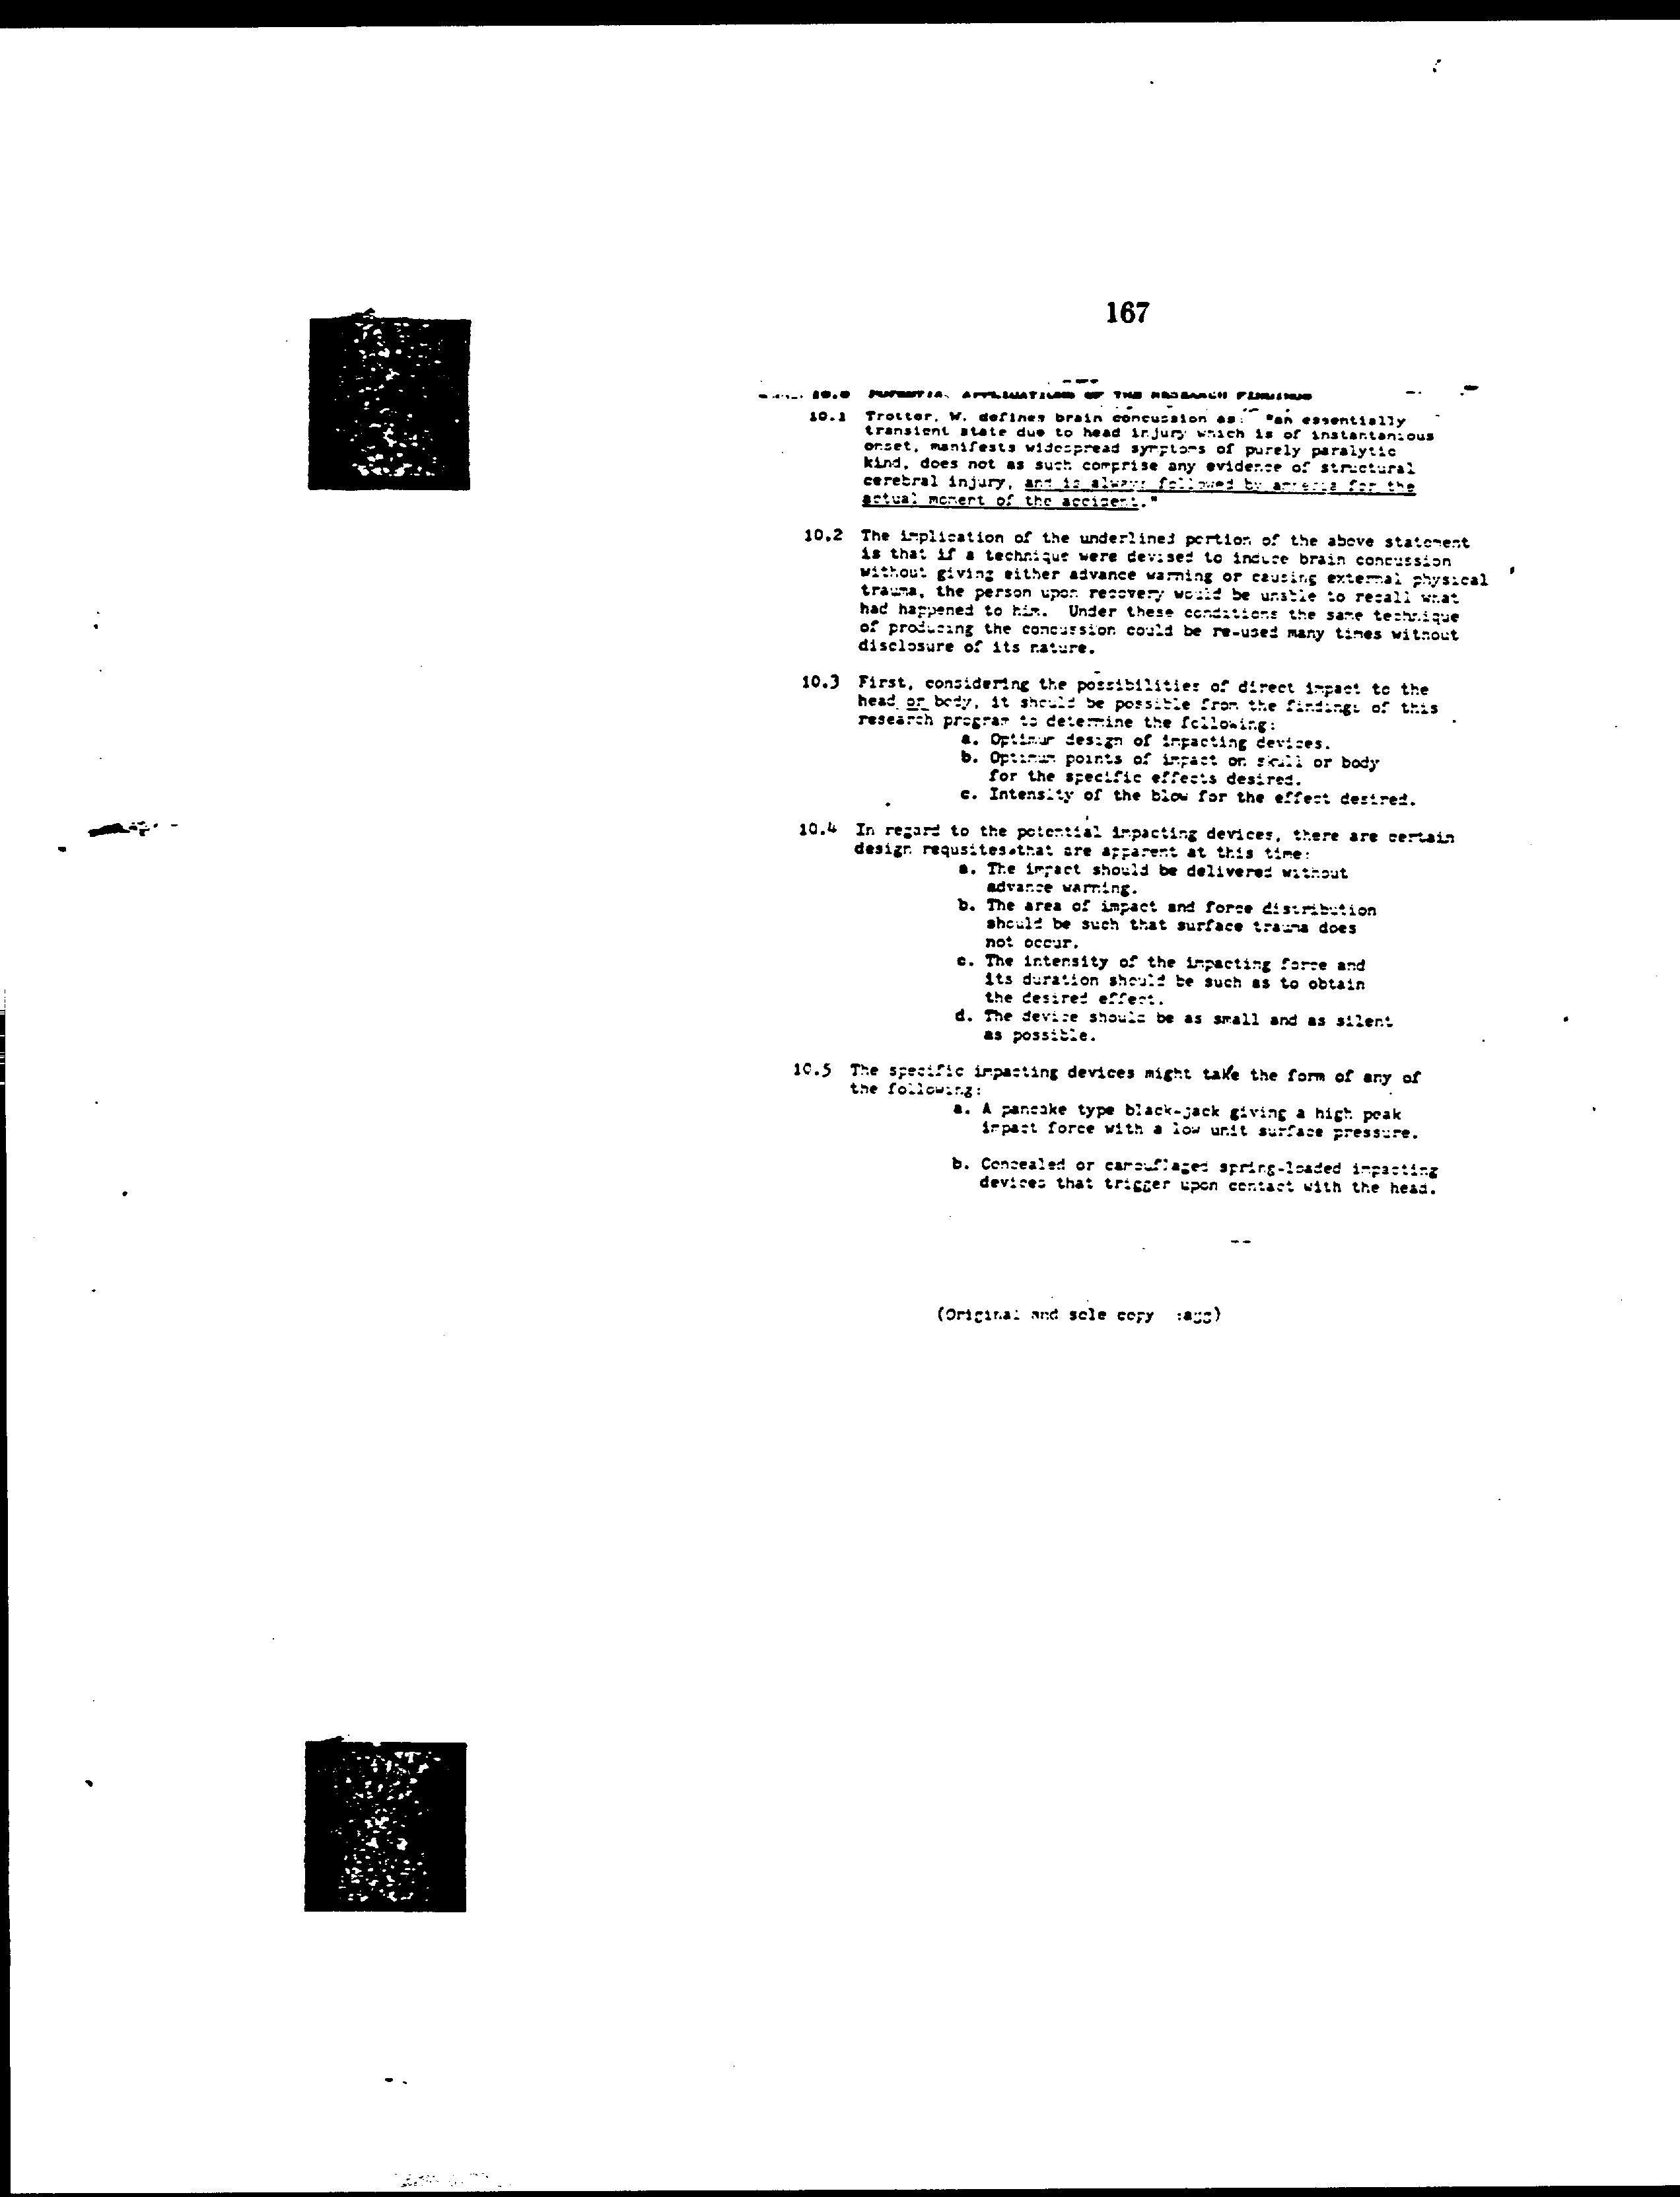 167
10.0 POTENTIAL APPLICATIONS OF THE RESEARCH FINDINGS
10.1 Trotter, W. defines brain concussion as: "an essentially
transient state due to head injury which is of instantanious
onset, manifests widespread symptoms of purely paralytic
kind, does not as such comprise any evidence of structural
cerebral injury, and is always followed by amnesia for the
actual moment of the accident."
10.2 The implication of the underlined portion of the above statement
is that if a technique were devised to induce brain concussion
without giving either advance warning or causing external physical
trauma, the person upon recovery would be unable to recall what
had happened to him. Under these conditions the same technique
of producing the concussion could be re-used many times without
disclosure of its nature.
10.3 First, considering the possibilities of direct impact to the
head or body, it should be possible from the findings of this
research program to determine the following:
a. Optimum design of impacting devices.
b. Optimum points of impact on skull or body
for the specific effects desired.
c. Intensity of the blow for the effect desired.
10.4 In regard to the potential impacting devices, there are certain
design requsites that are apparent at this time:
a. The impact should be delivered without
advance warning.
b. The area of impact and force distribution
should be such that surface trauma does
not occur.
c. The intensity of the impacting force and
its duration should be such as to obtain
the desired effect.
d. The device should be as small and as silent
as possible.
10.5 The specific impacting devices might take the form of any of
the following:
a. A pancake type black-jack giving a high peak
impact force with a low unit surface pressure.
b. Concealed or camouflaged spring-loaded impacting
devices that trigger upon contact with the head.
(Original and sole copy :agg)